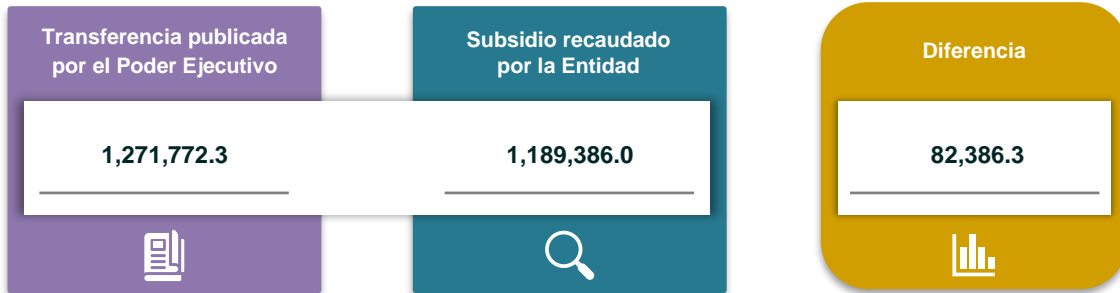 Transferencia publicada
por el Poder Ejecutivo
1,271,772.3
Subsidio recaudado
por la Entidad
1,189,386.0
Diferencia
82,386.3